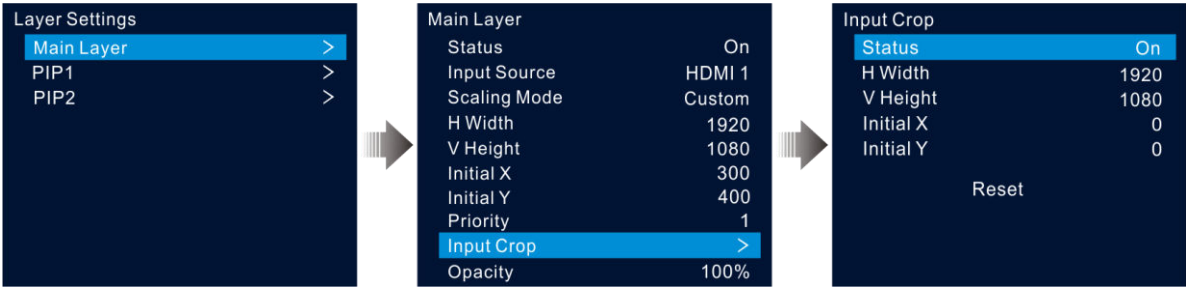 Layer Settings
Main Layer >
PIP1 >
PIP2 >
Main Layer
Status On
Input Source HDMI 1
Scaling Mode Custom
H Width 1920
V Height 1080
Initial X 300
Initial Y 400
Priority 1
Input Crop >
Opacity 100%
Input Crop
Status On
H Width 1920
V Height 1080
Initial X 0
Initial Y 0
Reset